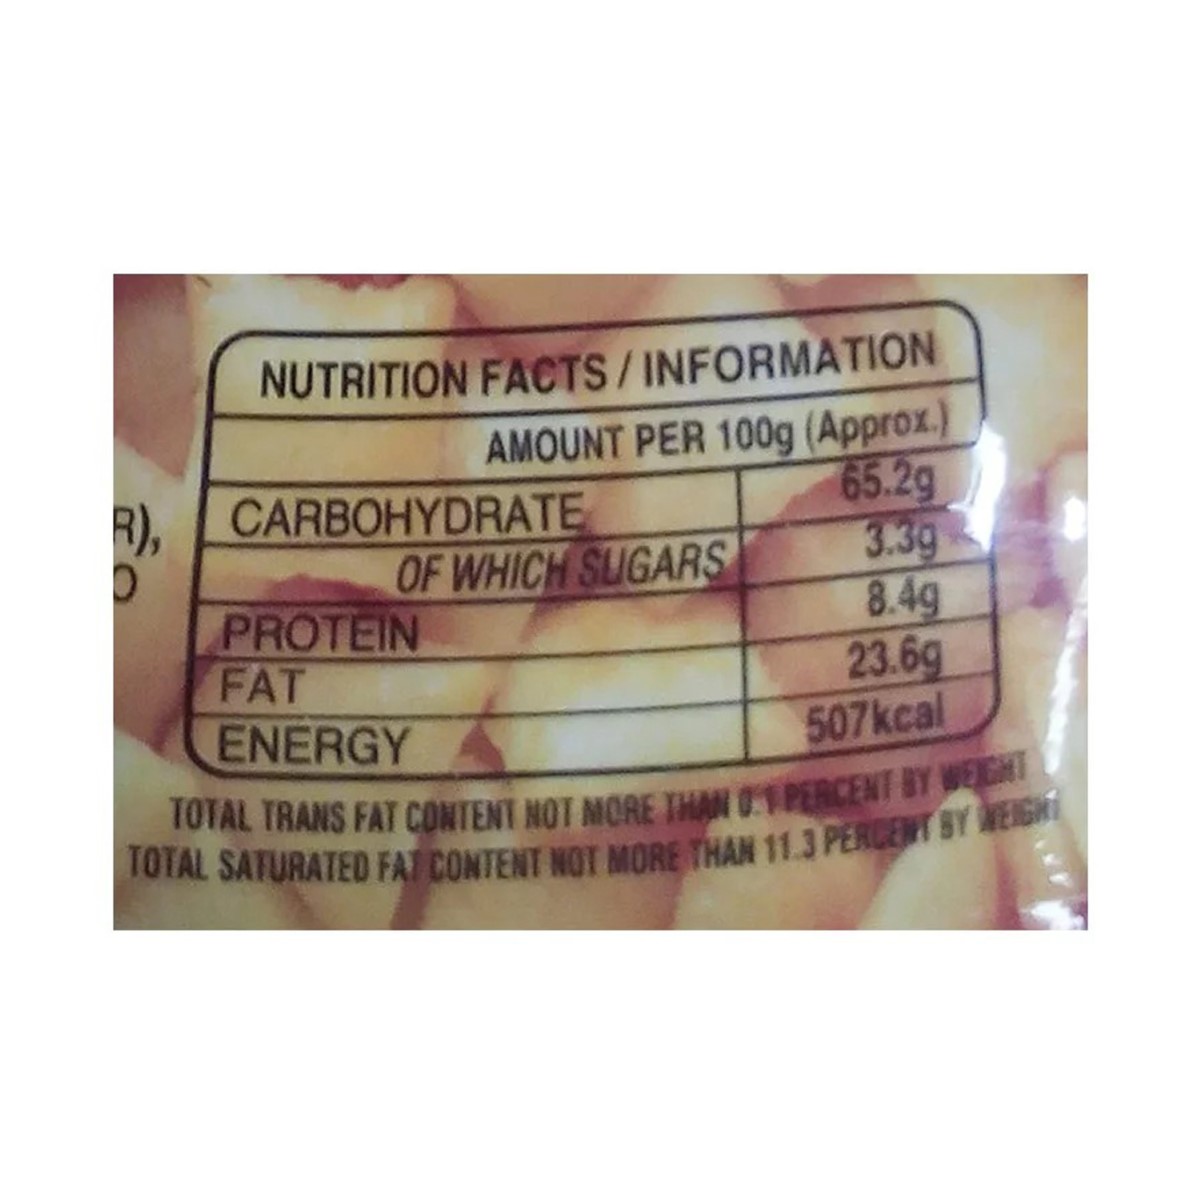 NUTRITION FACTS / INFORMATION
AMOUNT PER 100g (Approx.)
CARBOHYDRATE 65.2g
OF WHICH SUGARS 3.3g
R),
O
PROTEIN 8.4g
FAT 23.6g
ENERGY 507kcal
TOTAL TRANS FAT CONTENT NOT MORE THAN 0.1 PERCENT BY WEIGHT
TOTAL SATURATED FAT CONTENT NOT MORE THAN 11.3 PERCENT BY WEIGHT